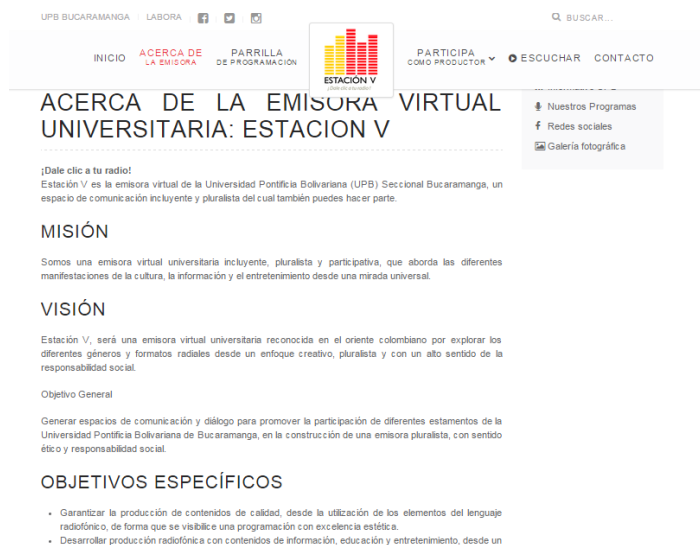 UPB BUCARAMANGA LABORA
BUSCAR...
INICIO ACERCA DE LA EMISORA PARRILLA DE PROGRAMACIÓN PARTICIPA COMO PRODUCTOR ESCUCHAR CONTACTO
ESTACIÓN V
¡Dale clic a tu radio!
ACERCA DE LA EMISORA VIRTUAL
UNIVERSITARIA: ESTACION V
Nuestros Programas
Redes sociales
Galería fotográfica
¡Dale clic a tu radio!
Estación V es la emisora virtual de la Universidad Pontificia Bolivariana (UPB) Seccional Bucaramanga, un
espacio de comunicación incluyente y pluralista del cual también puedes hacer parte.
MISIÓN
Somos una emisora virtual universitaria incluyente, pluralista y participativa, que aborda las diferentes
manifestaciones de la cultura, la información y el entretenimiento desde una mirada universal.
VISIÓN
Estación V, será una emisora virtual universitaria reconocida en el oriente colombiano por explorar los
diferentes géneros y formatos radiales desde un enfoque creativo, pluralista y con un alto sentido de la
responsabilidad social.
Objetivo General
Generar espacios de comunicación y diálogo para promover la participación de diferentes estamentos de la
Universidad Pontificia Bolivariana de Bucaramanga, en la construcción de una emisora pluralista, con sentido
ético y responsabilidad social.
OBJETIVOS ESPECÍFICOS
Garantizar la producción de contenidos de calidad, desde la utilización de los elementos del lenguaje
radiofónico, de forma que se visibilice una programación con excelencia estética.
Desarrollar producción radiofónica con contenidos de información, educación y entretenimiento, desde un